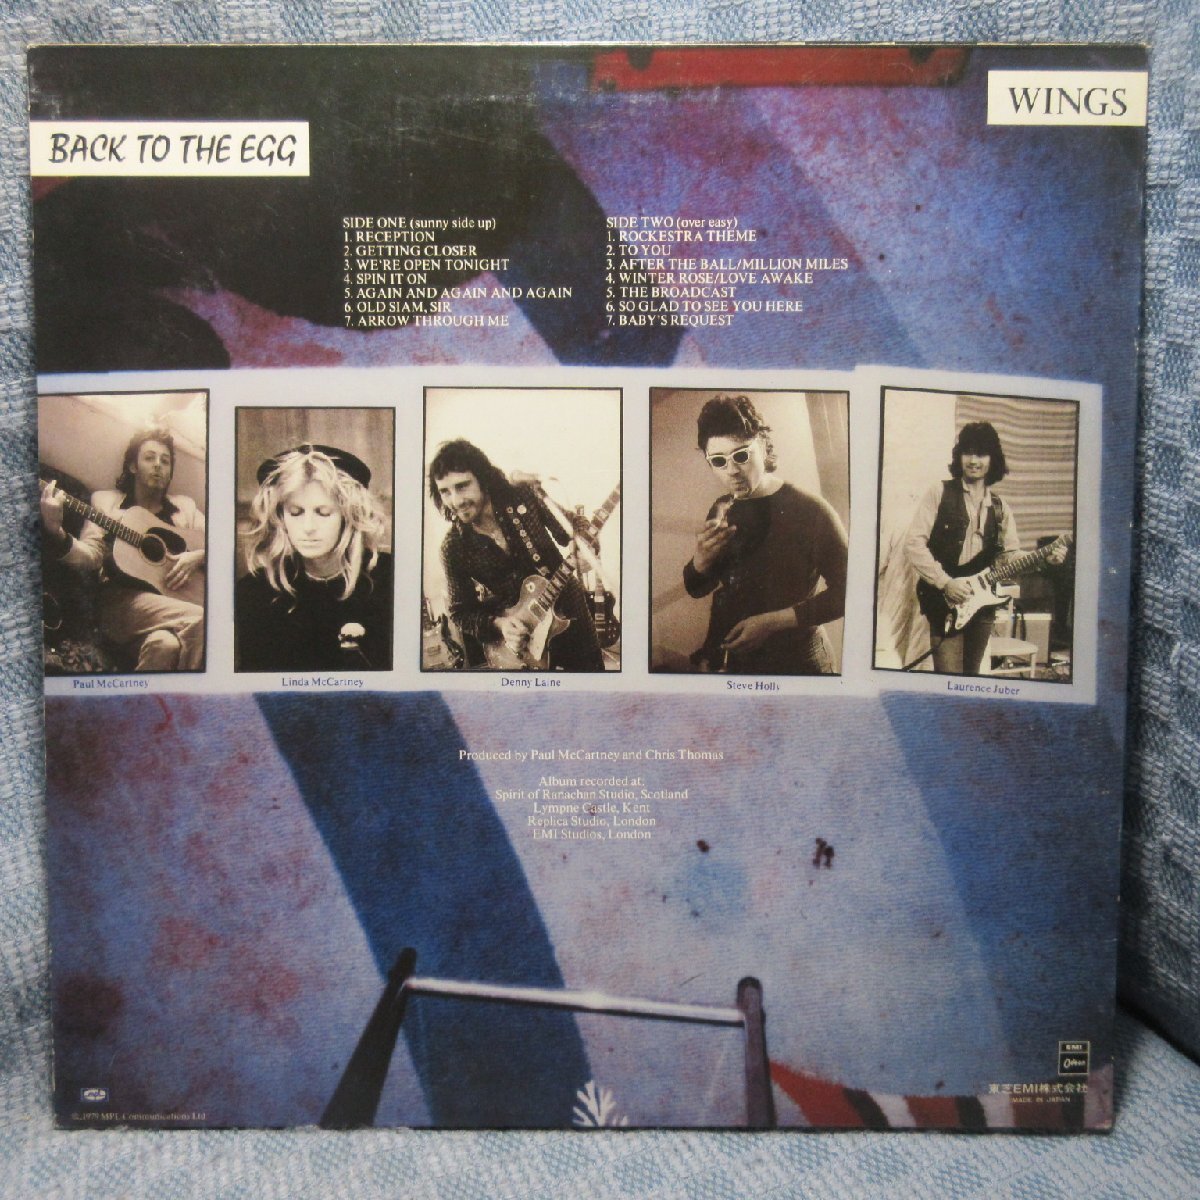 WINGS
BACK TO THE EGG
SIDE ONE (sunny side up)
1. RECEPTION
2. GETTING CLOSER
3. WE'RE OPEN TONIGHT
4. SPIN IT ON
5. AGAIN AND AGAIN AND AGAIN
6. OLD SIAM, SIR
7. ARROW THROUGH ME
SIDE TWO (over easy)
1. ROCKESTRA THEME
2. TO YOU
3. AFTER THE BALL/MILLION MILES
4. WINTER ROSE/LOVE AWAKE
5. THE BROADCAST
6. SO GLAD TO SEE YOU HERE
7. BABY'S REQUEST
Paul McCartney
Linda McCartney
Denny Laine
Steve Holly
Laurence Juber
Produced by Paul McCartney and Chris Thomas
Album recorded at:
Spirit of Ranachan Studio, Scotland
Lympne Castle, Kent
Replica Studio, London
EMI Studios, London
EMI
Odeon
東芝EMI株式会社
MADE IN JAPAN
MPL
1979 MPL Communications Ltd